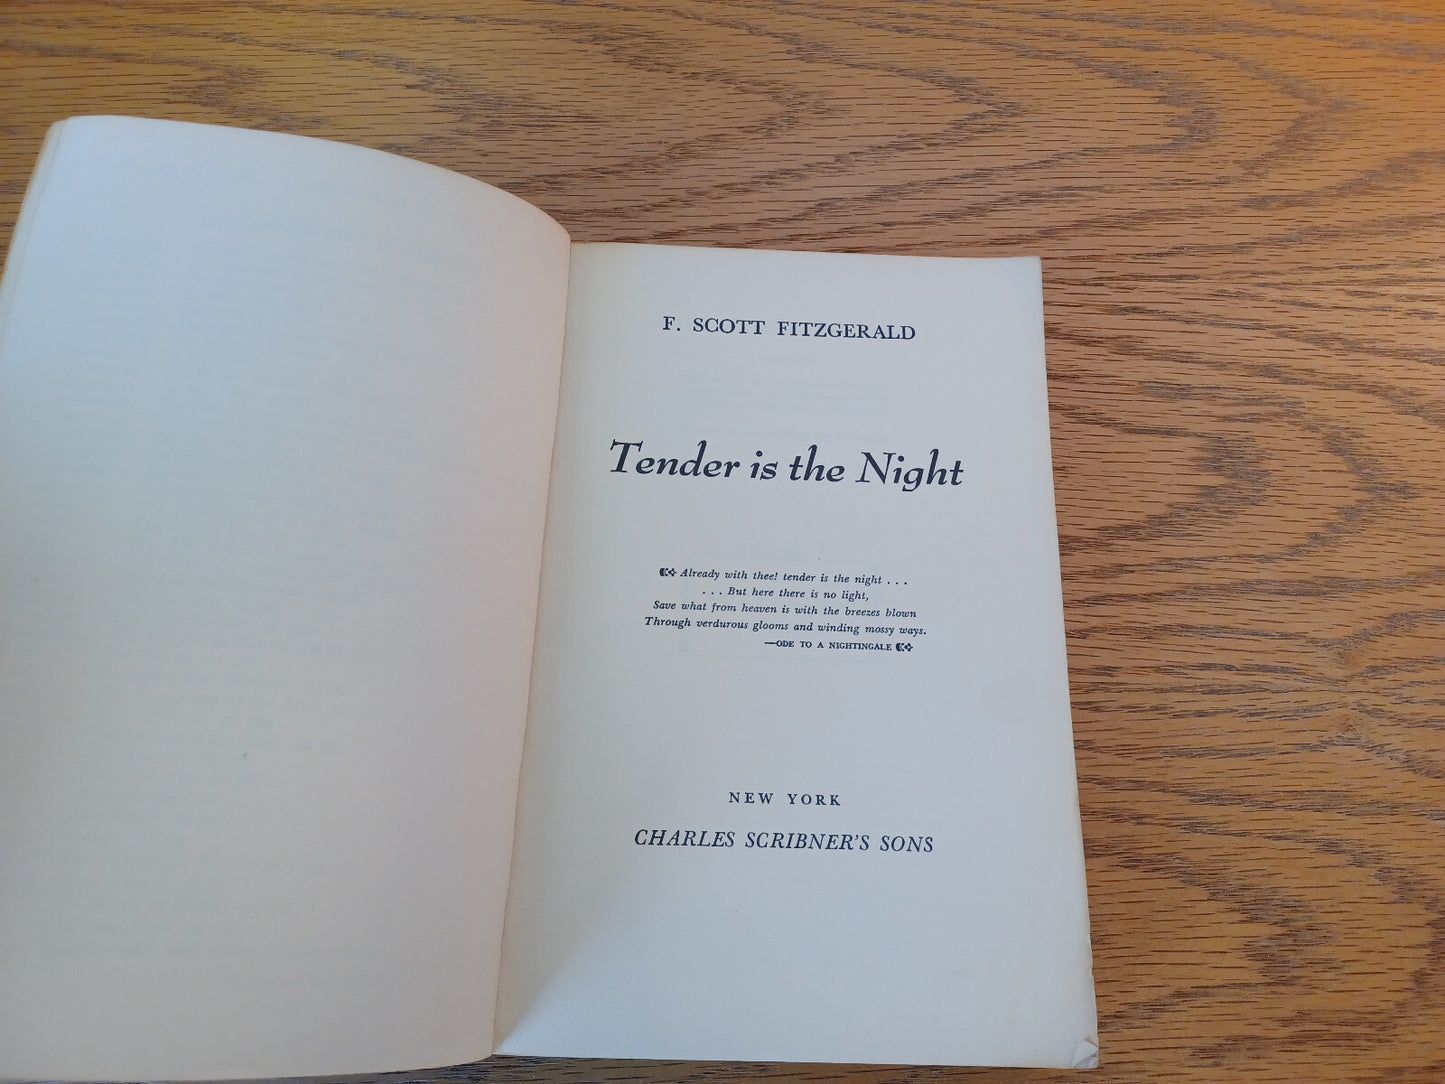 F. SCOTT FITZGERALD
Tender is the Night
Already with thee! tender is the night . . .
. . . But here there is no light,
Save what from heaven is with the breezes blown
Through verdurous glooms and winding mossy ways.
—ODE TO A NIGHTINGALE
NEW YORK
CHARLES SCRIBNER'S SONS